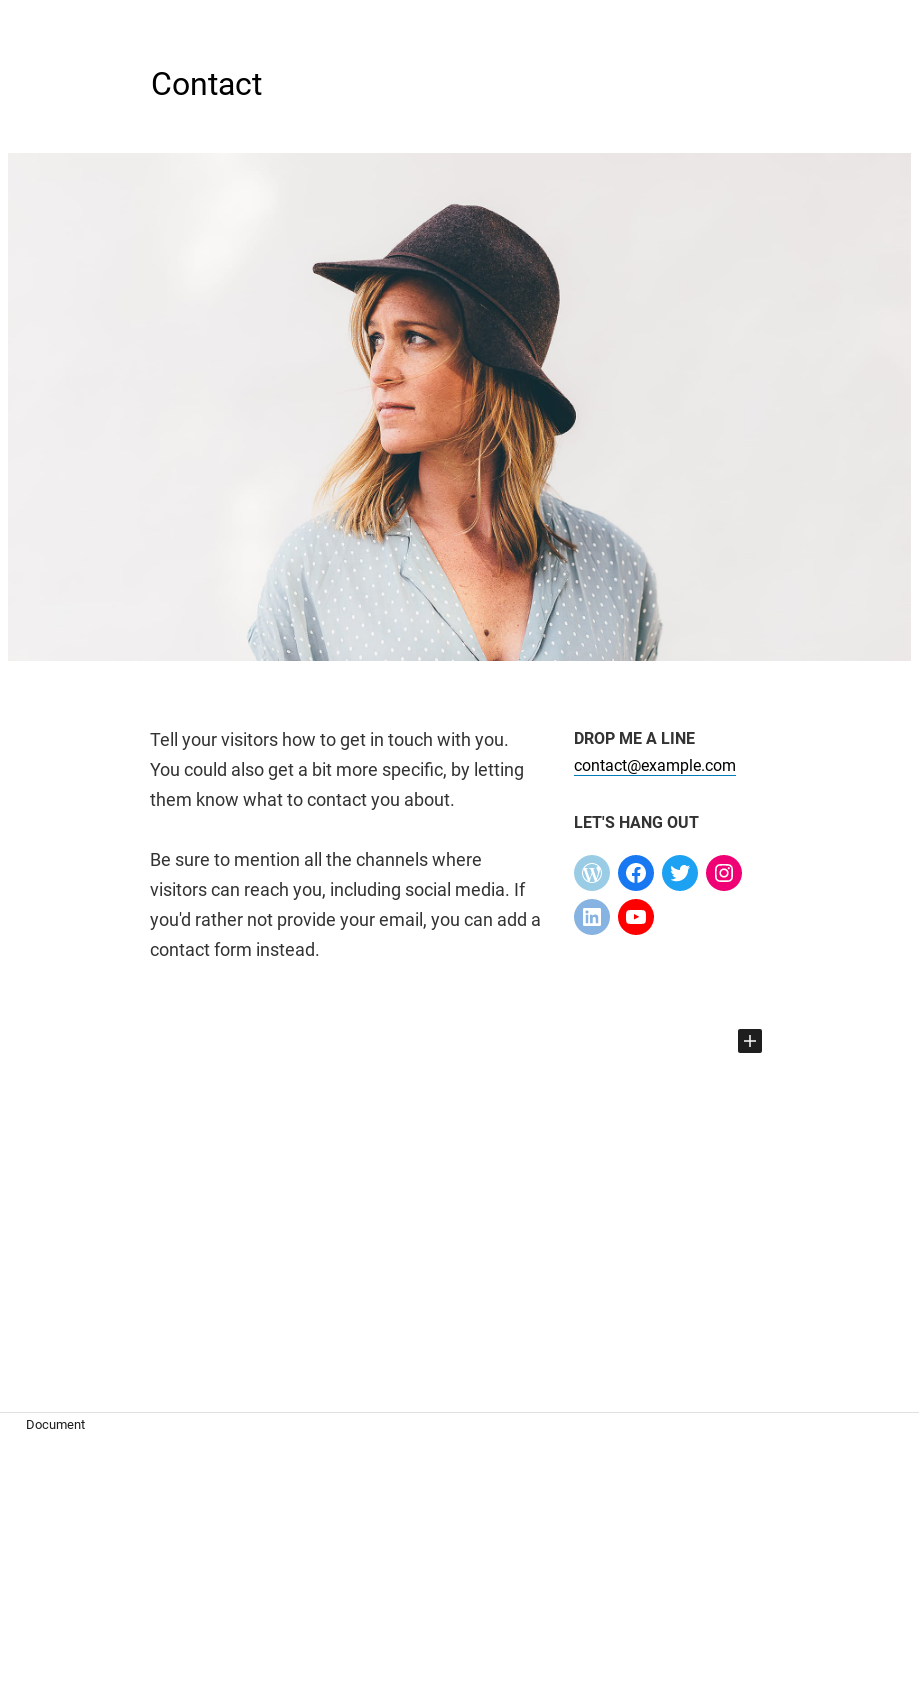 Contact
Tell your visitors how to get in touch with you.
You could also get a bit more specific, by letting
them know what to contact you about.
Be sure to mention all the channels where
visitors can reach you, including social media. If
you'd rather not provide your email, you can add a
contact form instead.
DROP ME A LINE
contact@example.com
LET'S HANG OUT
Document